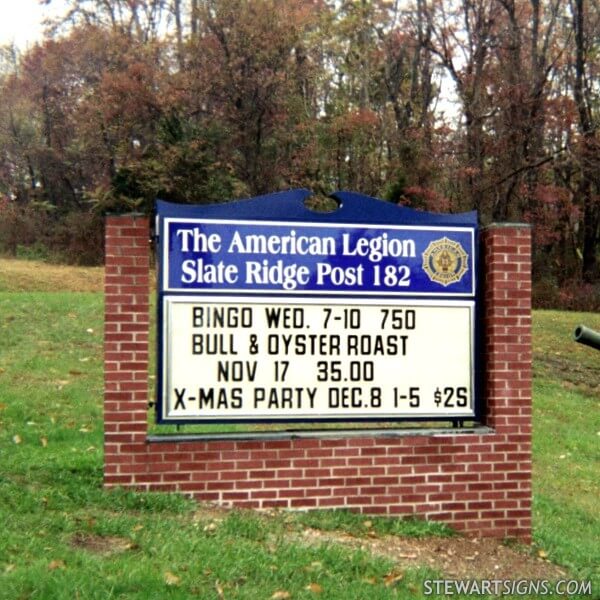 The American Legion
Slate Ridge Post 182
BINGO WED. 7-10 750
BULL & OYSTER ROAST
NOV 17 35.00
X-MAS PARTY DEC.8 1-5 $2S
STEWARTSIGNS.COM